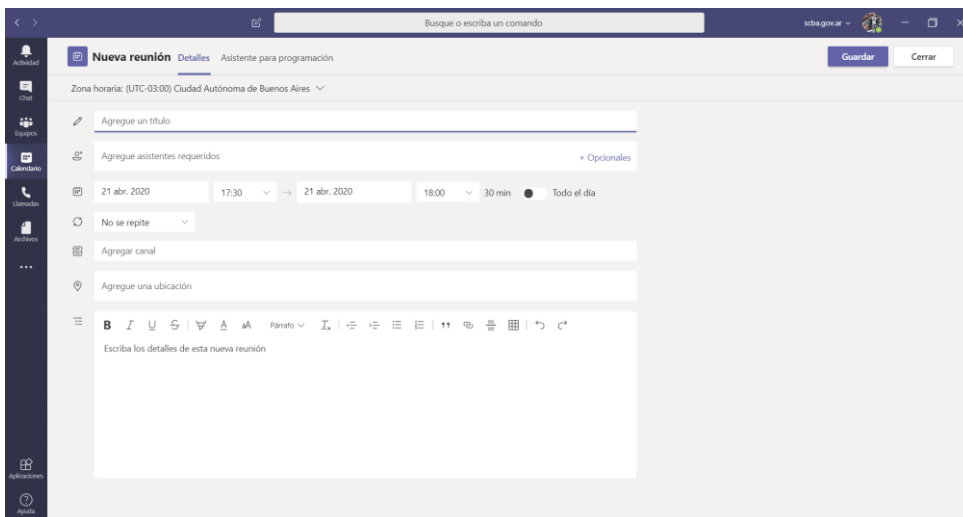 Busque o escriba un comando
scba.gov.ar
Actividad
Chat
Equipos
Calendario
Llamadas
Archivos
Aplicaciones
Ayuda
Nueva reunión Detalles Asistente para programación
Guardar Cerrar
Zona horaria: (UTC-03:00) Ciudad Autónoma de Buenos Aires
Agregue un título
Agregue asistentes requeridos + Opcionales
21 abr. 2020 17:30 → 21 abr. 2020 18:00 30 min Todo el día
No se repite
Agregar canal
Agregue una ubicación
B I U S A AA Párrafo Ix
Escriba los detalles de esta nueva reunión